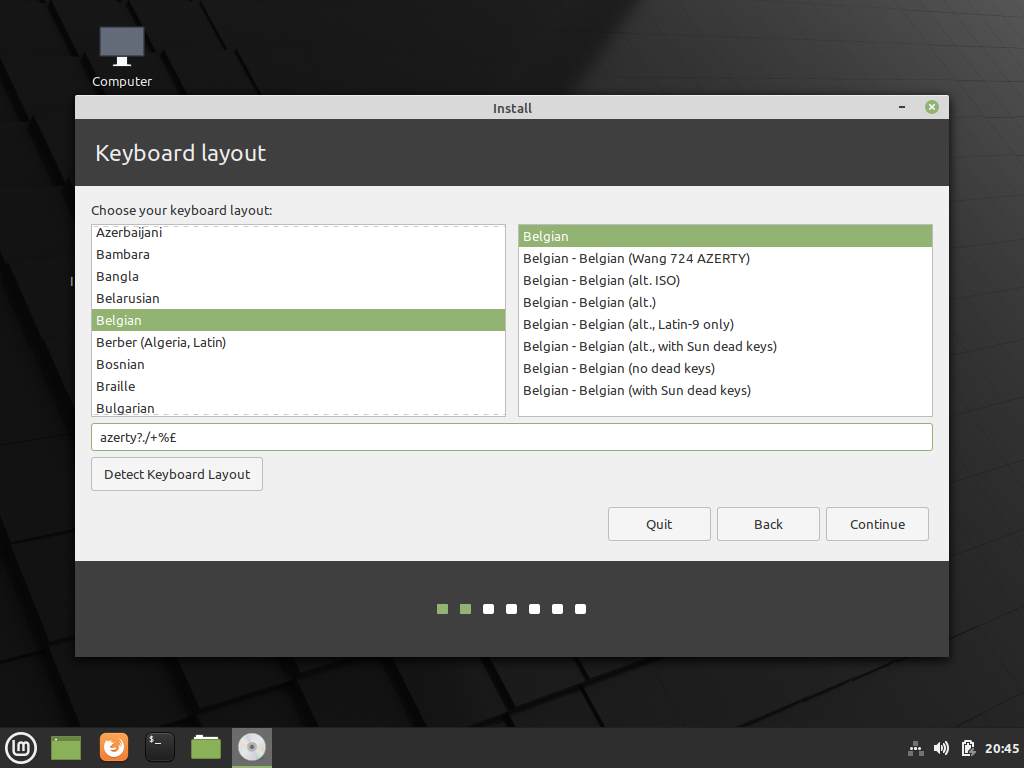 Computer
Install
Keyboard layout
Choose your keyboard layout:
Azerbaijani
Bambara
Bangla
Belarusian
Belgian
Berber (Algeria, Latin)
Bosnian
Braille
Bulgarian
Belgian
Belgian - Belgian (Wang 724 AZERTY)
Belgian - Belgian (alt. ISO)
Belgian - Belgian (alt.)
Belgian - Belgian (alt., Latin-9 only)
Belgian - Belgian (alt., with Sun dead keys)
Belgian - Belgian (no dead keys)
Belgian - Belgian (with Sun dead keys)
azerty?./+%£
Detect Keyboard Layout
Quit
Back
Continue
20:45